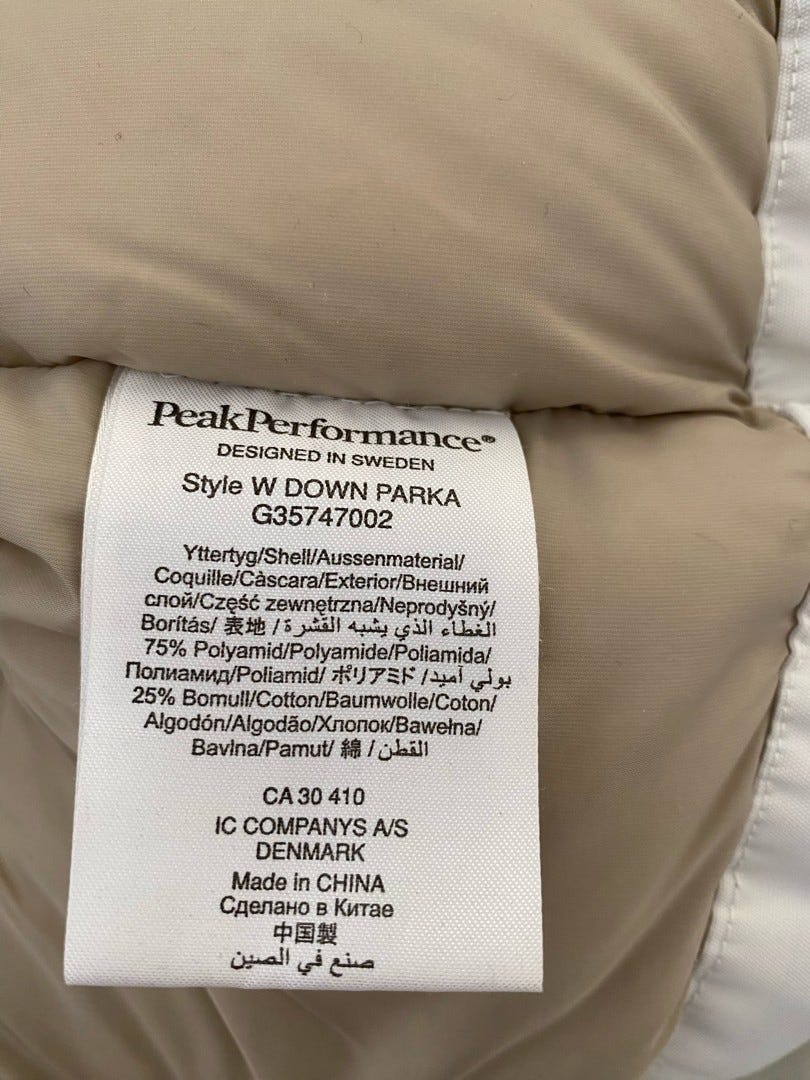 PeakPerformance®
DESIGNED IN SWEDEN
Style W DOWN PARKA
G35747002
Yttertyg/Shell/Aussenmaterial/
Coquille/Càscara/Exterior/Внешний
слой/Część zewnętrzna/Neprodyšný/
Borítás/ 表地 / الغطاء الذي يشبه القشرة
75% Polyamid/Polyamide/Poliamida/
Полиамид/Poliamid/ ポリアミド /بولي أميد/
25% Bomull/Cotton/Baumwolle/Coton/
Algodón/Algodão/Хлопок/Bawełna/
Bavlna/Pamut/ 綿 / القطن
CA 30 410
IC COMPANYS A/S
DENMARK
Made in CHINA
Сделано в Китае
中国製
صنع في الصين